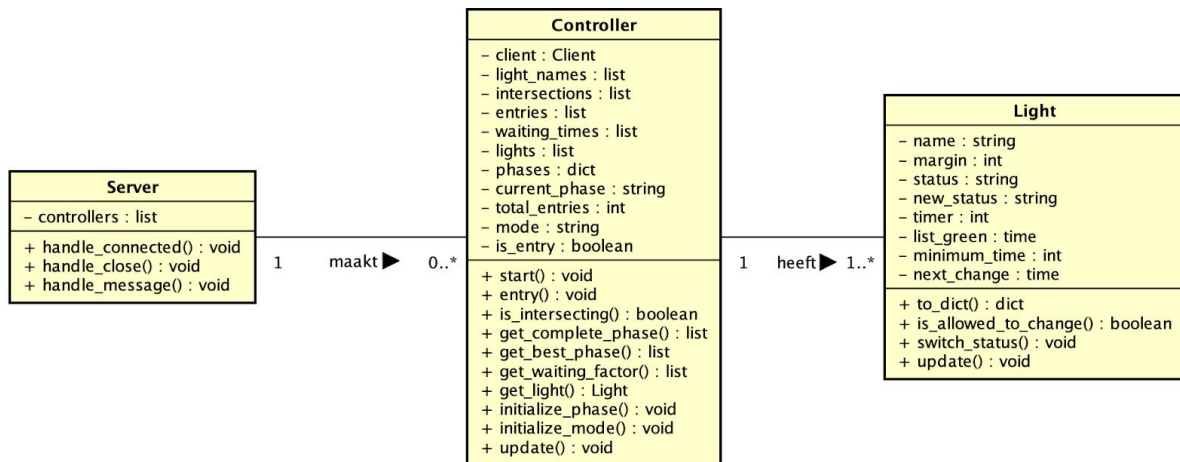 Server
– controllers : list
+ handle_connected() : void
+ handle_close() : void
+ handle_message() : void
1 maakt ▶ 0..*
Controller
– client : Client
– light_names : list
– intersections : list
– entries : list
– waiting_times : list
– lights : list
– phases : dict
– current_phase : string
– total_entries : int
– mode : string
– is_entry : boolean
+ start() : void
+ entry() : void
+ is_intersecting() : boolean
+ get_complete_phase() : list
+ get_best_phase() : list
+ get_waiting_factor() : list
+ get_light() : Light
+ initialize_phase() : void
+ initialize_mode() : void
+ update() : void
1 heeft ▶ 1..*
Light
– name : string
– margin : int
– status : string
– new_status : string
– timer : int
– list_green : time
– minimum_time : int
– next_change : time
+ to_dict() : dict
+ is_allowed_to_change() : boolean
+ switch_status() : void
+ update() : void